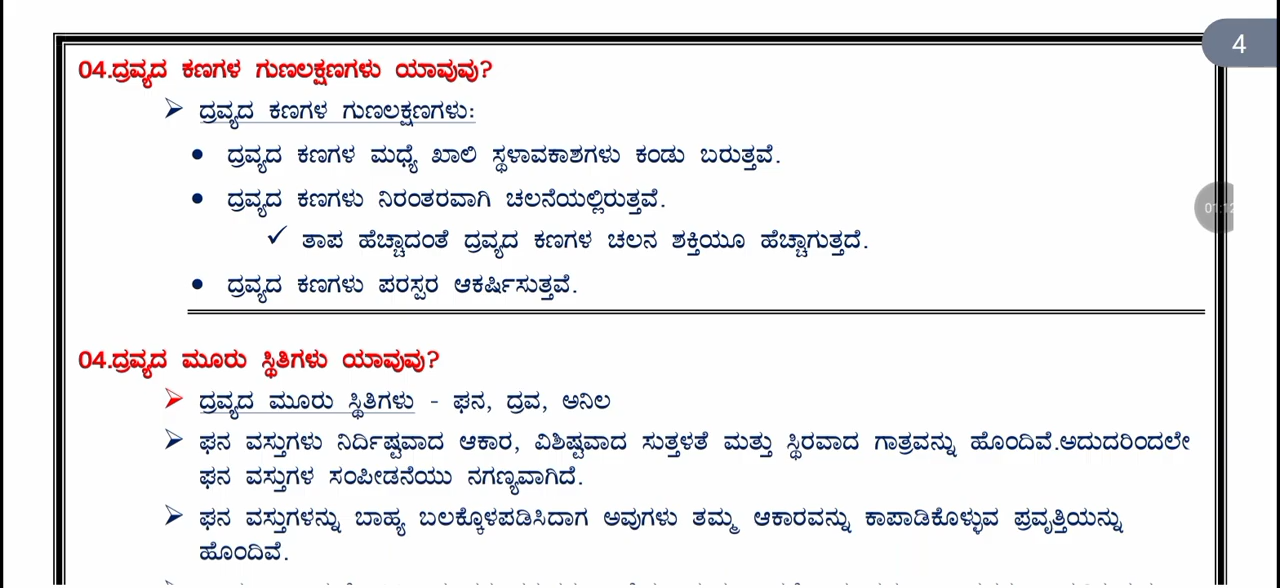 4
04.ದ್ರವ್ಯದ ಕಣಗಳ ಗುಣಲಕ್ಷಣಗಳು ಯಾವುವು?
ದ್ರವ್ಯದ ಕಣಗಳ ಗುಣಲಕ್ಷಣಗಳು:
ದ್ರವ್ಯದ ಕಣಗಳ ಮಧ್ಯೆ ಖಾಲಿ ಸ್ಥಳಾವಕಾಶಗಳು ಕಂಡು ಬರುತ್ತವೆ.
ದ್ರವ್ಯದ ಕಣಗಳು ನಿರಂತರವಾಗಿ ಚಲನೆಯಲ್ಲಿರುತ್ತವೆ.
ತಾಪ ಹೆಚ್ಚಾದಂತೆ ದ್ರವ್ಯದ ಕಣಗಳ ಚಲನ ಶಕ್ತಿಯೂ ಹೆಚ್ಚಾಗುತ್ತದೆ.
ದ್ರವ್ಯದ ಕಣಗಳು ಪರಸ್ಪರ ಆಕರ್ಷಿಸುತ್ತವೆ.
04.ದ್ರವ್ಯದ ಮೂರು ಸ್ಥಿತಿಗಳು ಯಾವುವು?
ದ್ರವ್ಯದ ಮೂರು ಸ್ಥಿತಿಗಳು - ಘನ, ದ್ರವ, ಅನಿಲ
ಘನ ವಸ್ತುಗಳು ನಿರ್ದಿಷ್ಟವಾದ ಆಕಾರ, ವಿಶಿಷ್ಟವಾದ ಸುತ್ತಳತೆ ಮತ್ತು ಸ್ಥಿರವಾದ ಗಾತ್ರವನ್ನು ಹೊಂದಿವೆ.ಅದುದರಿಂದಲೇ
ಘನ ವಸ್ತುಗಳ ಸಂಪೀಡನೆಯು ನಗಣ್ಯವಾಗಿದೆ.
ಘನ ವಸ್ತುಗಳನ್ನು ಬಾಹ್ಯ ಬಲಕ್ಕೊಳಪಡಿಸಿದಾಗ ಅವುಗಳು ತಮ್ಮ ಆಕಾರವನ್ನು ಕಾಪಾಡಿಕೊಳ್ಳುವ ಪ್ರವೃತ್ತಿಯನ್ನು
ಹೊಂದಿವೆ.